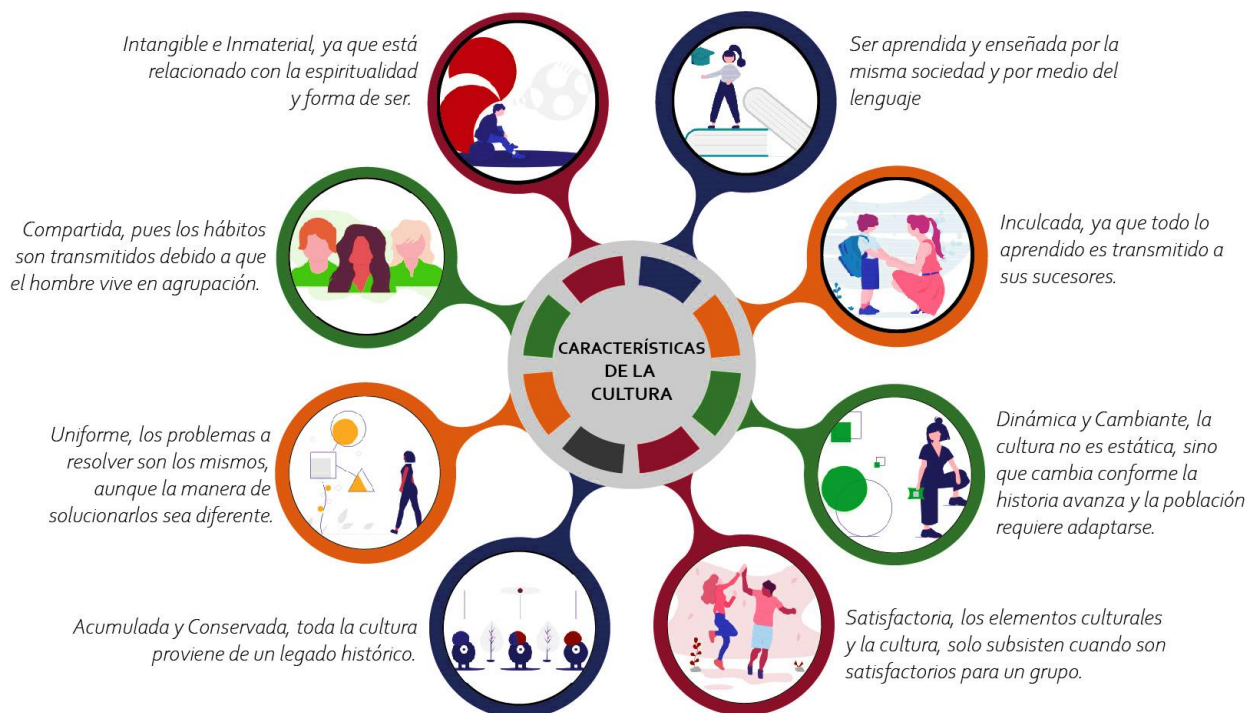 Intangible e Inmaterial, ya que está
relacionado con la espiritualidad
y forma de ser.
Ser aprendida y enseñada por la
misma sociedad y por medio del
lenguaje
Compartida, pues los hábitos
son transmitidos debido a que
el hombre vive en agrupación.
Inculcada, ya que todo lo
aprendido es transmitido a
sus sucesores.
CARACTERÍSTICAS
DE LA
CULTURA
Uniforme, los problemas a
resolver son los mismos,
aunque la manera de
solucionarlos sea diferente.
Dinámica y Cambiante, la
cultura no es estática, sino
que cambia conforme la
historia avanza y la población
requiere adaptarse.
Acumulada y Conservada, toda la cultura
proviene de un legado histórico.
Satisfactoria, los elementos culturales
y la cultura, solo subsisten cuando son
satisfactorios para un grupo.